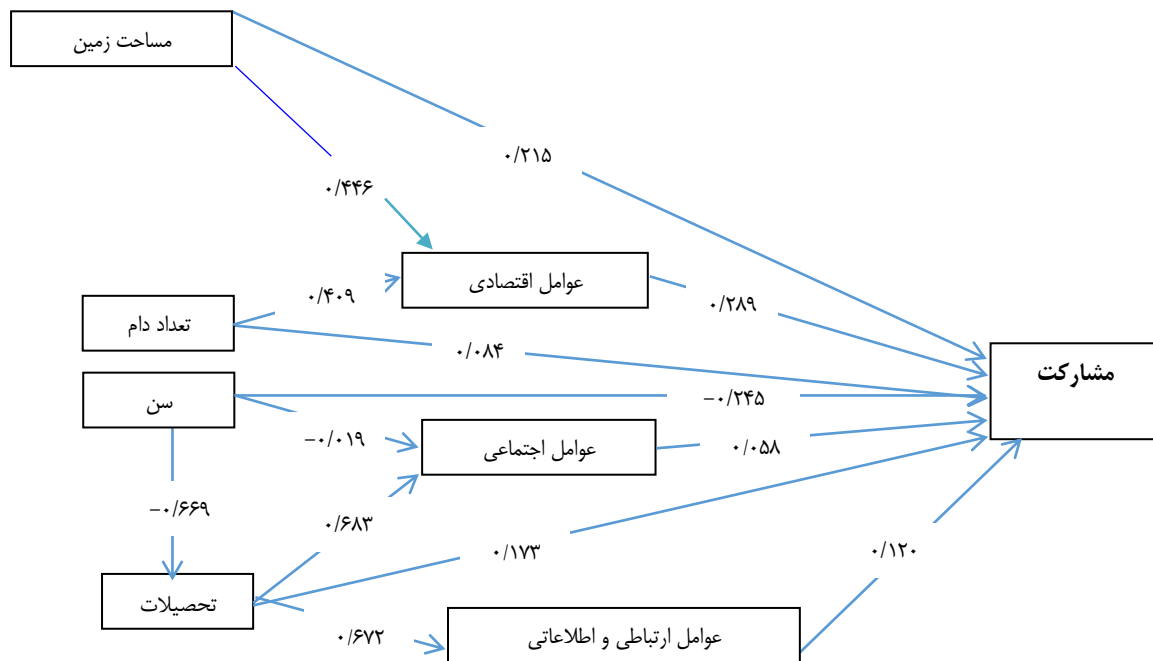 مساحت زمین
۰/۲۱۵
۰/۴۴۶
عوامل اقتصادی
۰/۴۰۹
۰/۲۸۹
تعداد دام
۰/۰۸۴
مشارکت
سن
−۰/۲۴۵
−۰/۰۱۹
عوامل اجتماعی
۰/۰۵۸
−۰/۶۶۹
۰/۶۸۳
۰/۱۷۳
۰/۱۲۰
تحصیلات
۰/۶۷۲
عوامل ارتباطی و اطلاعاتی